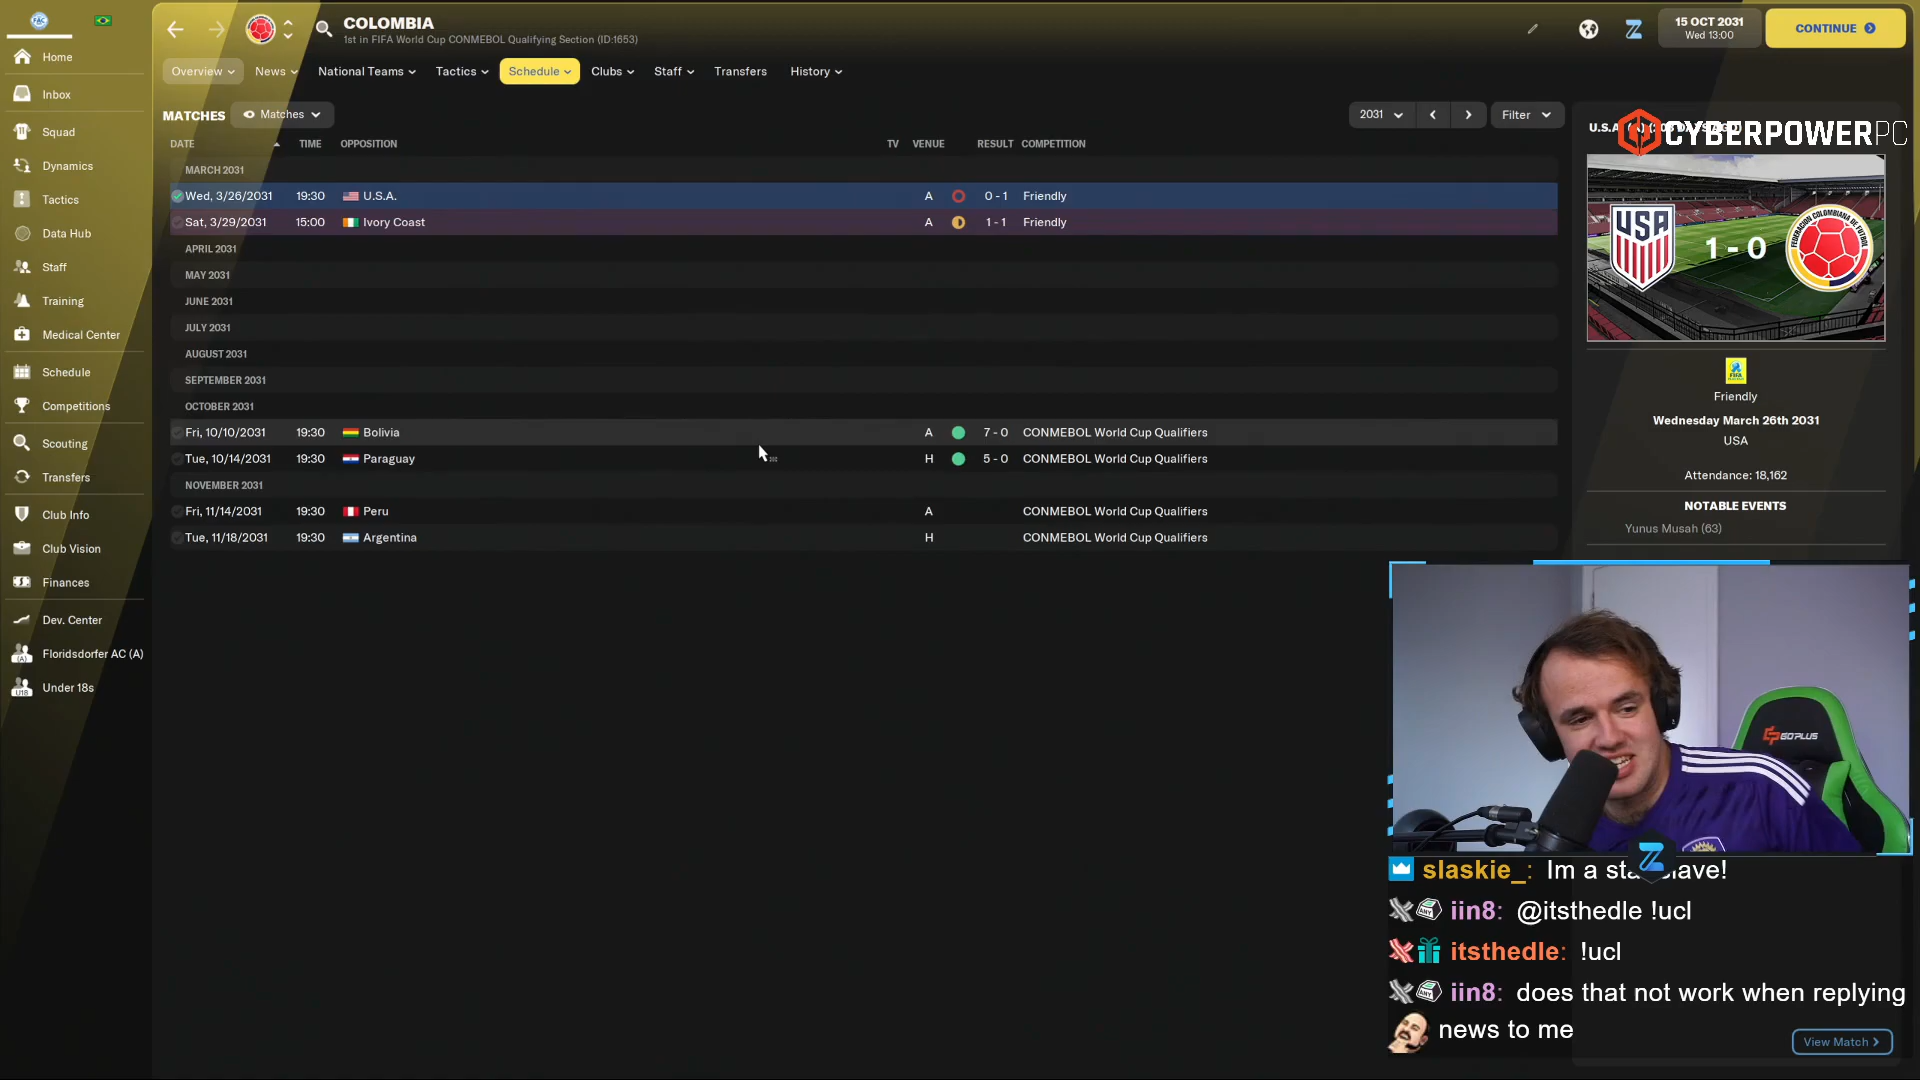 COLOMBIA
1st in FIFA World Cup CONMEBOL Qualifying Section (ID:1653)
15 OCT 2031
Wed 13:00
CONTINUE
Home
Inbox
Squad
Dynamics
Tactics
Data Hub
Staff
Training
Medical Center
Schedule
Competitions
Scouting
Transfers
Club Info
Club Vision
Finances
Dev. Center
Floridsdorfer AC (A)
Under 18s
Overview News National Teams Tactics Schedule Clubs Staff Transfers History
MATCHES Matches 2031 Filter
DATE TIME OPPOSITION TV VENUE RESULT COMPETITION
MARCH 2031
Wed, 3/26/2031 19:30 U.S.A. A 0 - 1 Friendly
Sat, 3/29/2031 15:00 Ivory Coast A 1 - 1 Friendly
APRIL 2031
MAY 2031
JUNE 2031
JULY 2031
AUGUST 2031
SEPTEMBER 2031
OCTOBER 2031
Fri, 10/10/2031 19:30 Bolivia A 7 - 0 CONMEBOL World Cup Qualifiers
Tue, 10/14/2031 19:30 Paraguay H 5 - 0 CONMEBOL World Cup Qualifiers
NOVEMBER 2031
Fri, 11/14/2031 19:30 Peru A CONMEBOL World Cup Qualifiers
Tue, 11/18/2031 19:30 Argentina H CONMEBOL World Cup Qualifiers
CYBERPOWERPC
USA
1 - 0
FEDERACION COLOMBIANA DE FUTBOL
Friendly
Wednesday March 26th 2031
USA
Attendance: 18,162
NOTABLE EVENTS
Yunus Musah (63)
GOPLUS
slaskie_: Im a
iin8: @itsthedle !ucl
itsthedle: !ucl
iin8: does that not work when replying
news to me
View Match